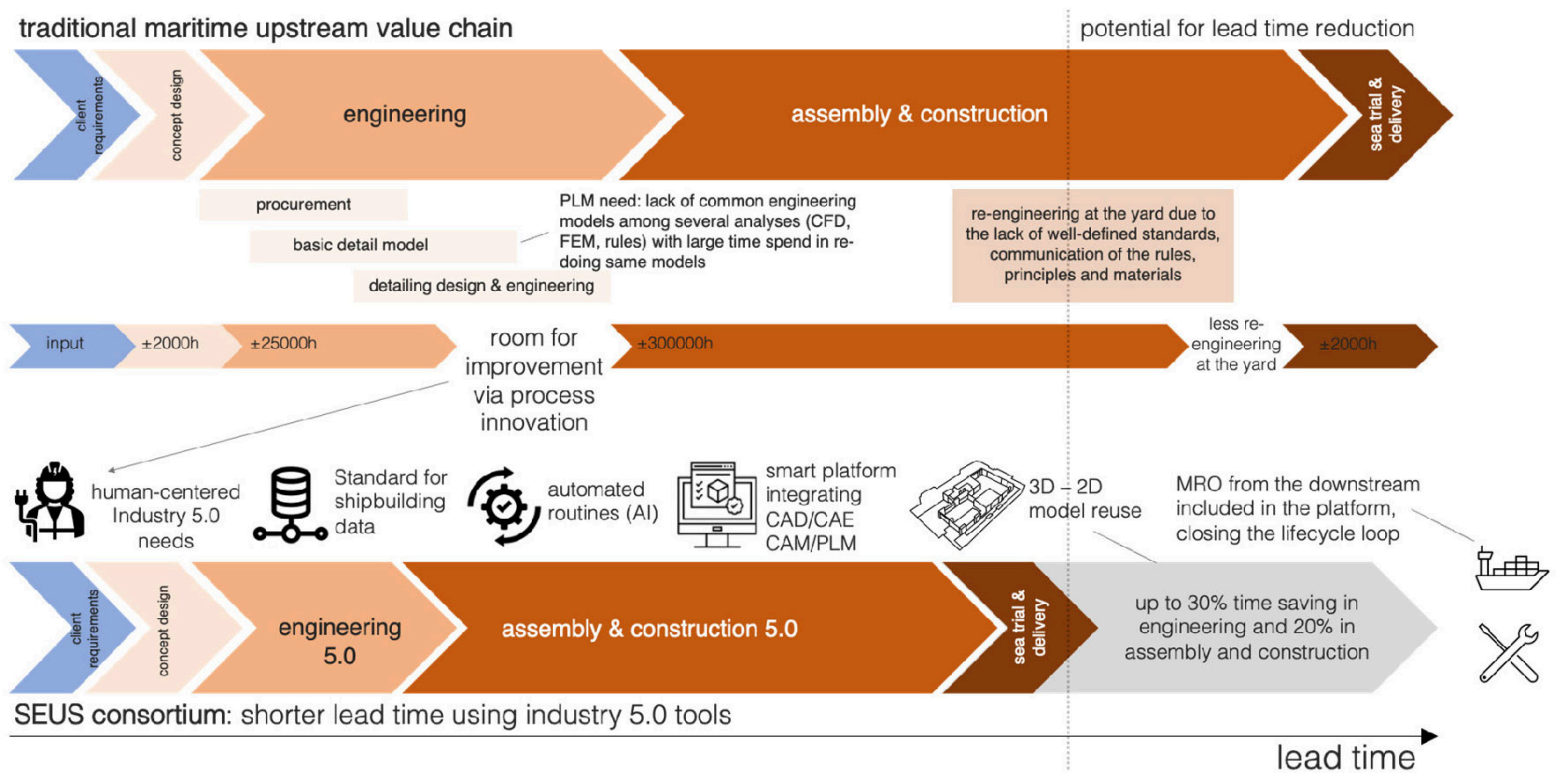 traditional maritime upstream value chain
potential for lead time reduction
client
requirements
concept design
engineering
assembly & construction
sea trial &
delivery
procurement
basic detail model
detailing design & engineering
PLM need: lack of common engineering
models among several analyses (CFD,
FEM, rules) with large time spend in re-
doing same models
re-engineering at the yard due to
the lack of well-defined standards,
communication of the rules,
principles and materials
input
±2000h
±25000h
room for
improvement
via process
innovation
±300000h
less re-
engineering
at the yard
±2000h
human-centered
Industry 5.0
needs
Standard for
shipbuilding
data
automated
routines (AI)
smart platform
integrating
CAD/CAE
CAM/PLM
3D – 2D
model reuse
MRO from the downstream
included in the platform,
closing the lifecycle loop
client
requirements
concept design
engineering
5.0
assembly & construction 5.0
sea trial &
delivery
up to 30% time saving in
engineering and 20% in
assembly and construction
SEUS consortium: shorter lead time using industry 5.0 tools
lead time